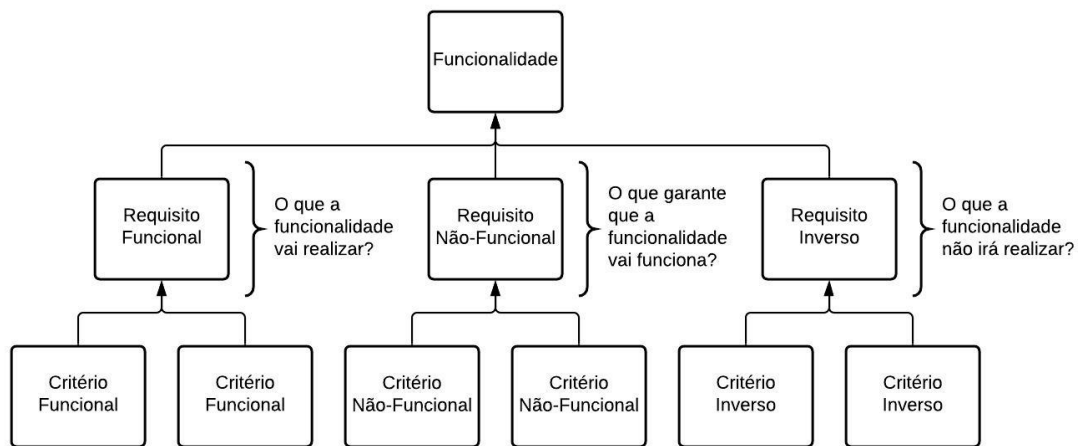 Funcionalidade
Requisito
Funcional
O que a
funcionalidade
vai realizar?
Requisito
Não-Funcional
O que garante
que a
funcionalidade
vai funciona?
Requisito
Inverso
O que a
funcionalidade
não irá realizar?
Critério
Funcional
Critério
Funcional
Critério
Não-Funcional
Critério
Não-Funcional
Critério
Inverso
Critério
Inverso